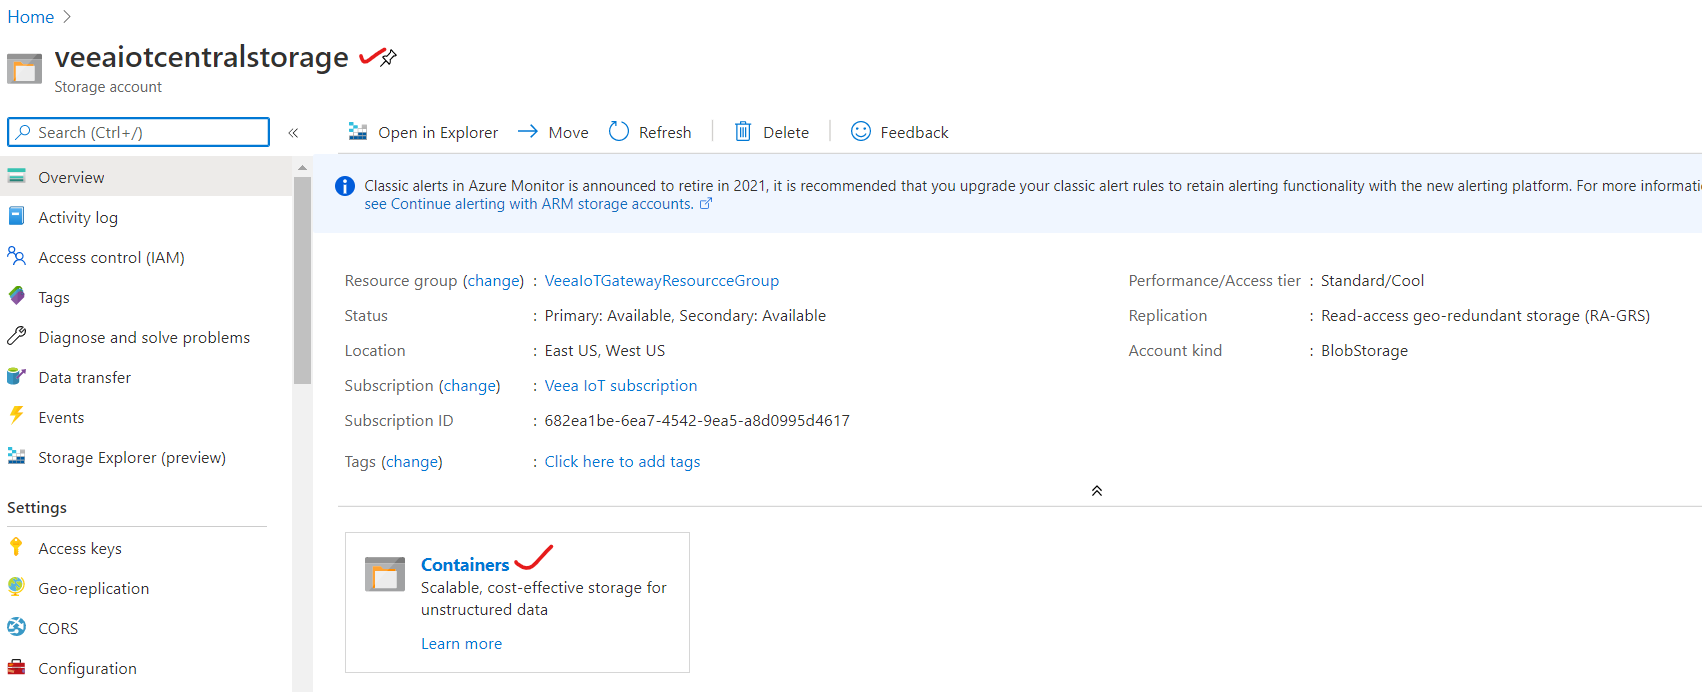 Home
veeaiotcentralstorage
Storage account
Search (Ctrl+/)
«
Open in Explorer
Move
Refresh
Delete
Feedback
Overview
Activity log
Access control (IAM)
Tags
Diagnose and solve problems
Data transfer
Events
Storage Explorer (preview)
Settings
Access keys
Geo-replication
CORS
Configuration
Classic alerts in Azure Monitor is announced to retire in 2021, it is recommended that you upgrade your classic alert rules to retain alerting functionality with the new alerting platform. For more informati
see Continue alerting with ARM storage accounts.
Resource group (change) : VeeaIoTGatewayResourcceGroup
Status : Primary: Available, Secondary: Available
Location : East US, West US
Subscription (change) : Veea IoT subscription
Subscription ID : 682ea1be-6ea7-4542-9ea5-a8d0995d4617
Tags (change) : Click here to add tags
Performance/Access tier : Standard/Cool
Replication : Read-access geo-redundant storage (RA-GRS)
Account kind : BlobStorage
Containers
Scalable, cost-effective storage for
unstructured data
Learn more